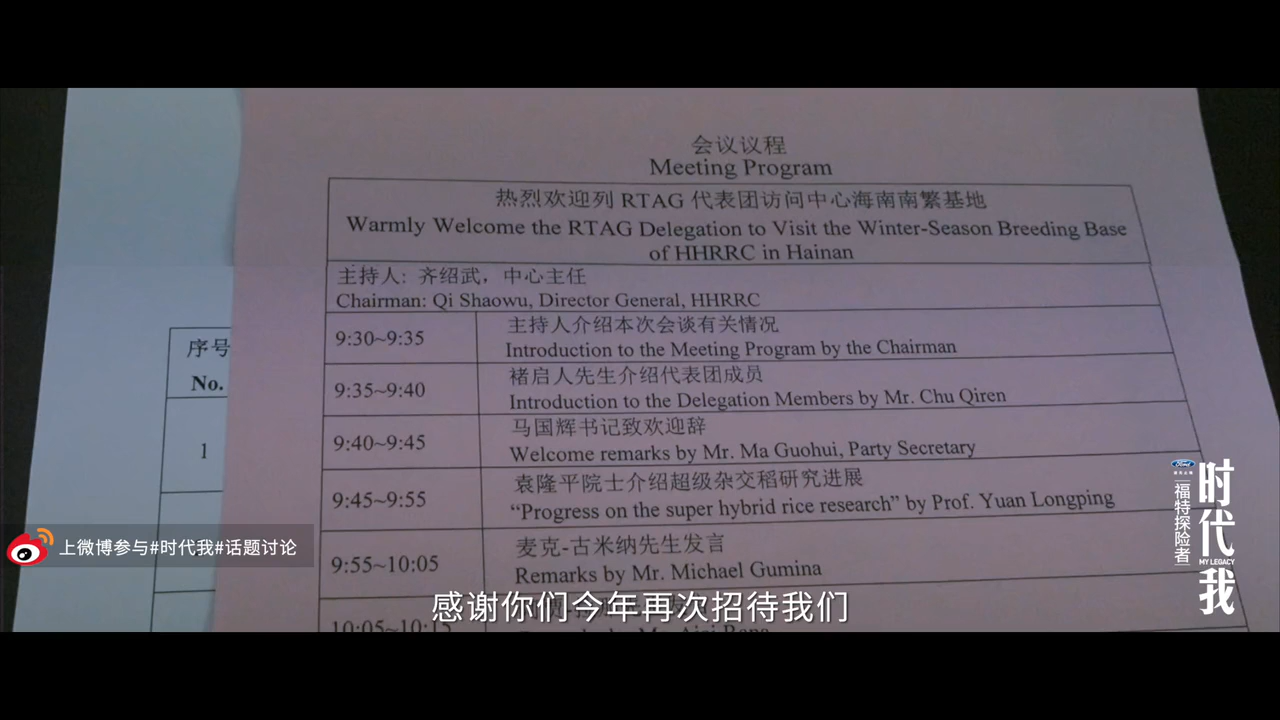 会议议程
Meeting Program
热烈欢迎列 RTAG 代表团访问中心海南南繁基地
Warmly Welcome the RTAG Delegation to Visit the Winter-Season Breeding Base
of HHRRC in Hainan
主持人: 齐绍武，中心主任
Chairman: Qi Shaowu, Director General, HHRRC
9:30~9:35
主持人介绍本次会谈有关情况
Introduction to the Meeting Program by the Chairman
9:35~9:40
褚启人先生介绍代表团成员
Introduction to the Delegation Members by Mr. Chu Qiren
9:40~9:45
马国辉书记致欢迎辞
Welcome remarks by Mr. Ma Guohui, Party Secretary
9:45~9:55
袁隆平院士介绍超级杂交稻研究进展
“Progress on the super hybrid rice research” by Prof. Yuan Longping
9:55~10:05
麦克-古米纳先生发言
Remarks by Mr. Michael Gumina
10:05~10:15
序号
No.
1
上微博参与#时代我#话题讨论
感谢你们今年再次招待我们
Ford
福特探险者
时代我
MY LEGACY